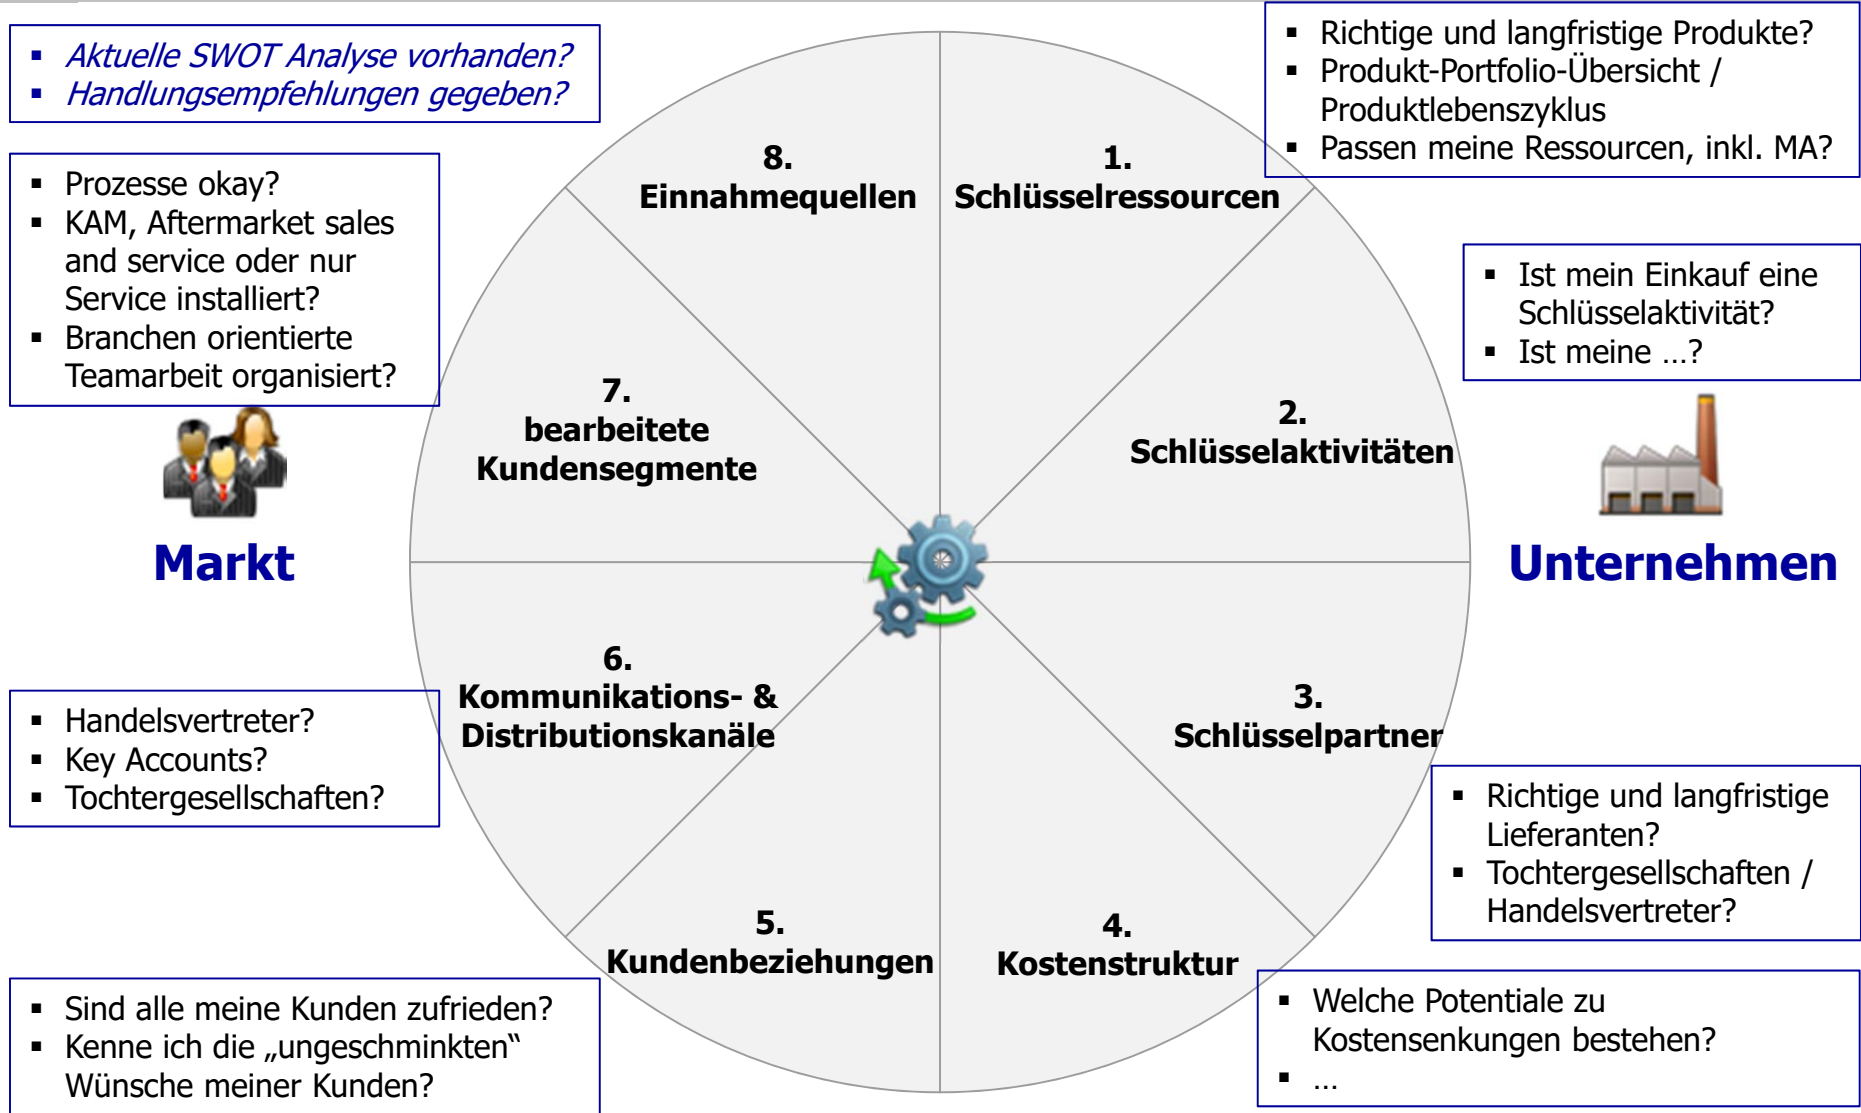 ▪ Aktuelle SWOT Analyse vorhanden?
▪ Handlungsempfehlungen gegeben?
▪ Richtige und langfristige Produkte?
▪ Produkt-Portfolio-Übersicht /
Produktlebenszyklus
▪ Passen meine Ressourcen, inkl. MA?
▪ Prozesse okay?
▪ KAM, Aftermarket sales
and service oder nur
Service installiert?
▪ Branchen orientierte
Teamarbeit organisiert?
8.
Einnahmequellen
1.
Schlüsselressourcen
▪ Ist mein Einkauf eine
Schlüsselaktivität?
▪ Ist meine …?
7.
bearbeitete
Kundensegmente
2.
Schlüsselaktivitäten
Markt
Unternehmen
6.
Kommunikations- &
Distributionskanäle
3.
Schlüsselpartner
▪ Handelsvertreter?
▪ Key Accounts?
▪ Tochtergesellschaften?
▪ Richtige und langfristige
Lieferanten?
▪ Tochtergesellschaften /
Handelsvertreter?
5.
Kundenbeziehungen
4.
Kostenstruktur
▪ Sind alle meine Kunden zufrieden?
▪ Kenne ich die „ungeschminkten“
Wünsche meiner Kunden?
▪ Welche Potentiale zu
Kostensenkungen bestehen?
▪ …